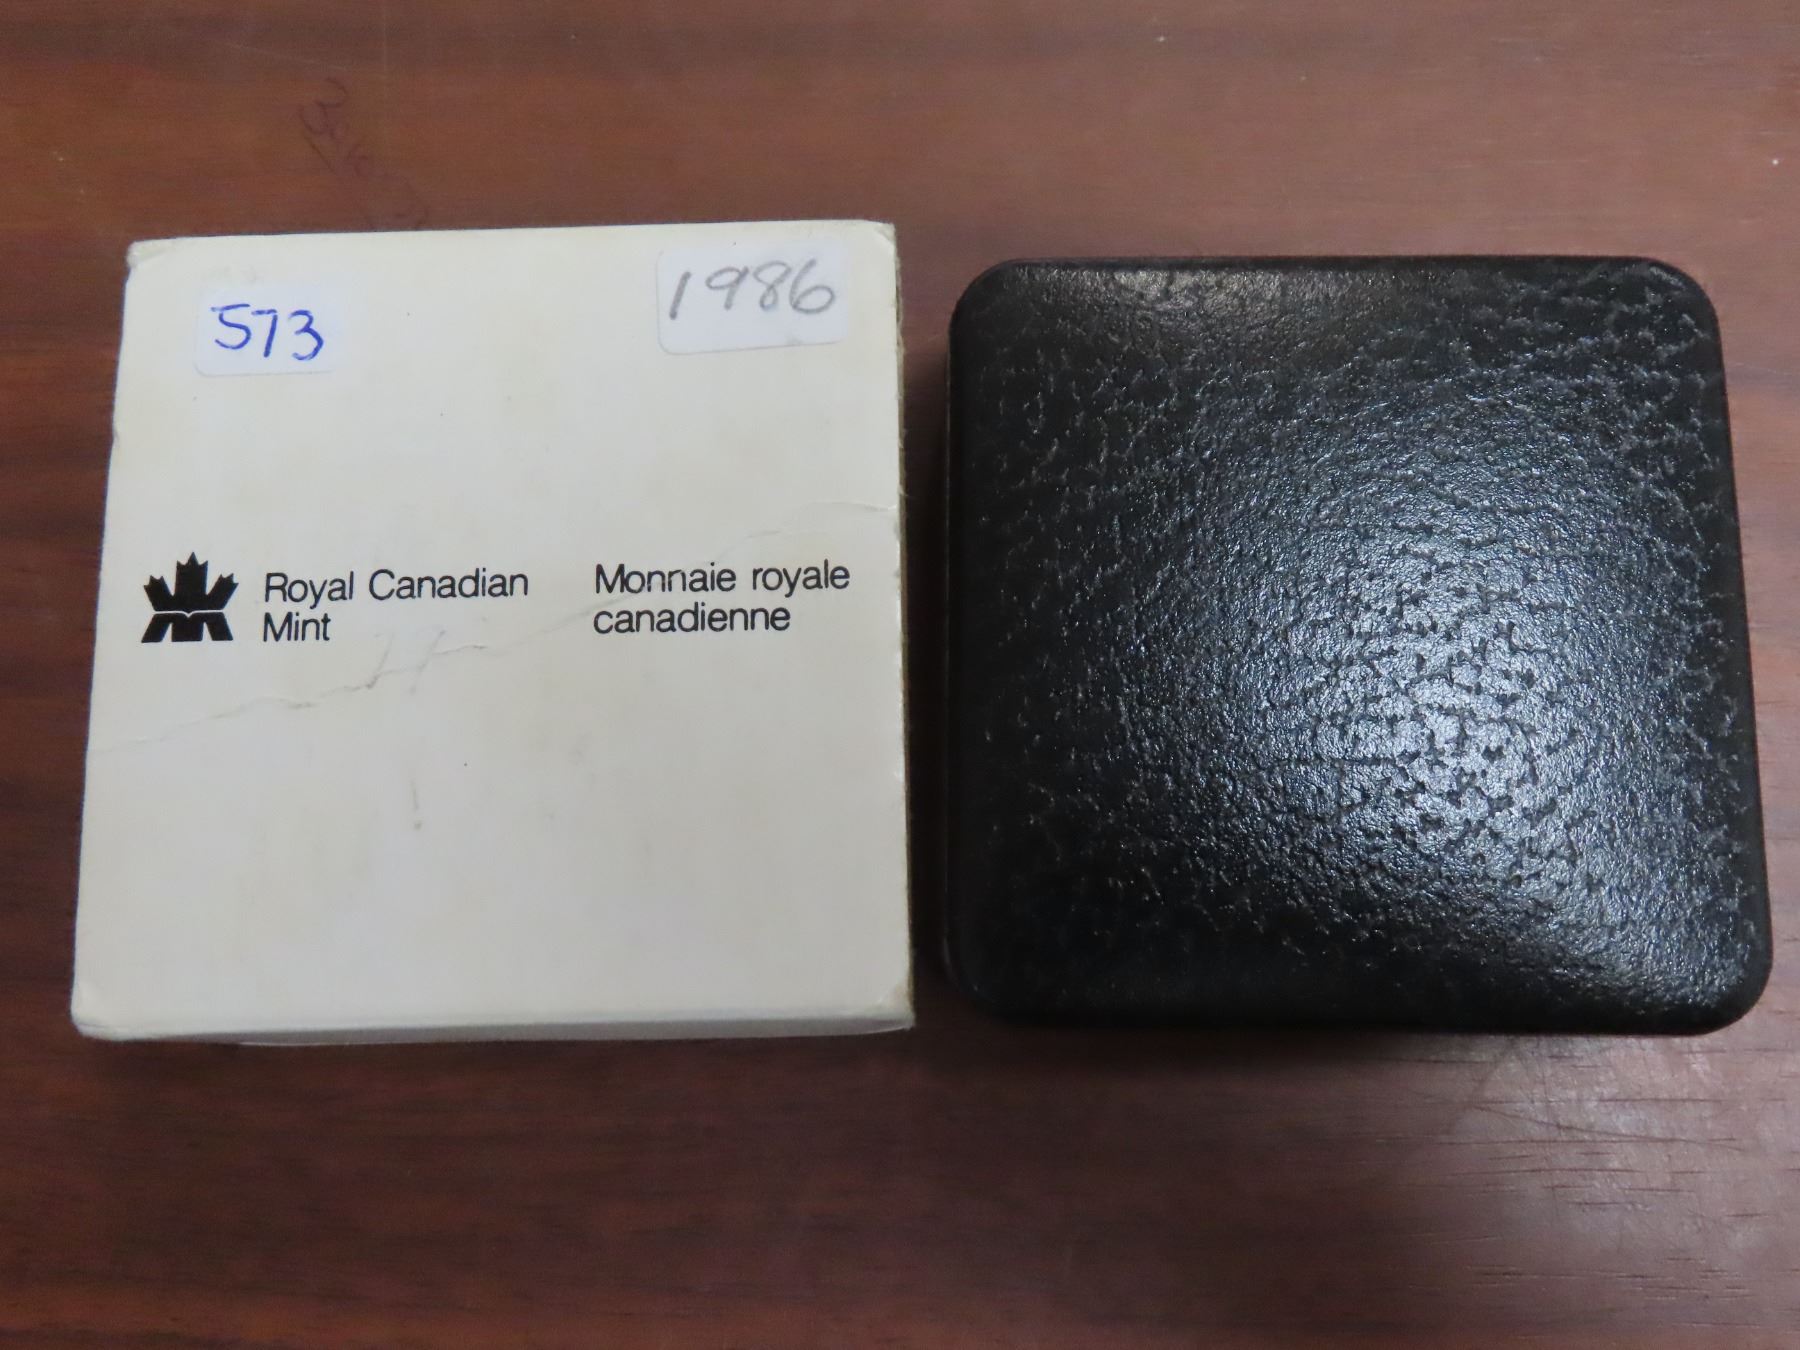 573
1986
Royal Canadian
Mint
Monnaie royale
canadienne